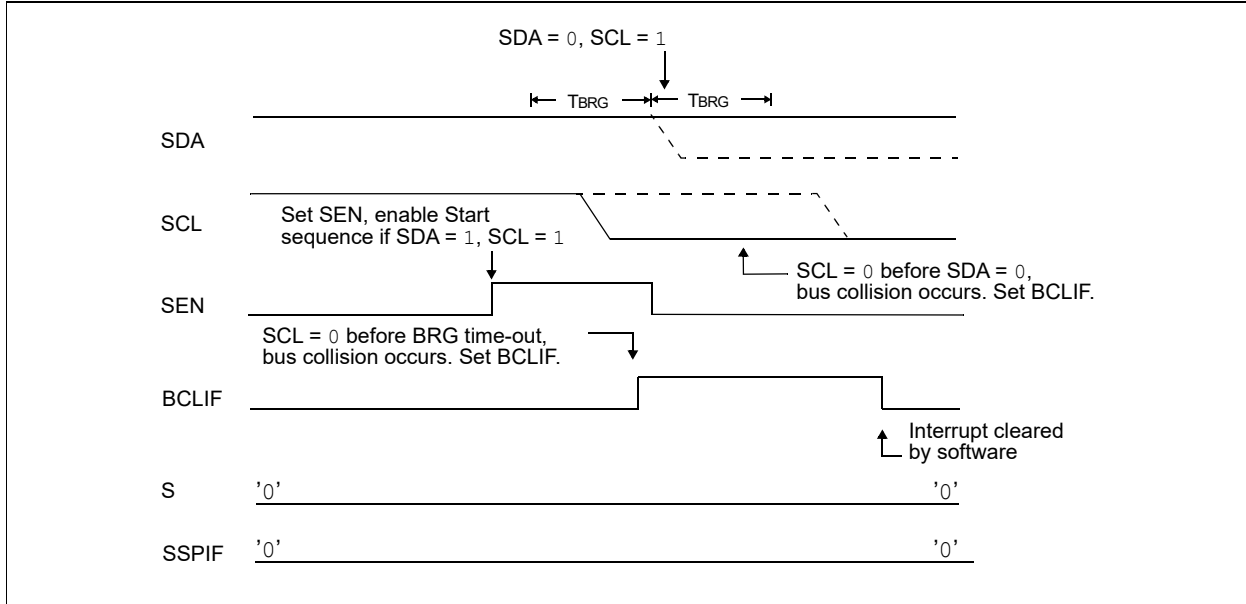 SDA = 0, SCL = 1
TBRG TBRG
SDA
SCL
Set SEN, enable Start
sequence if SDA = 1, SCL = 1
SCL = 0 before SDA = 0,
bus collision occurs. Set BCLIF.
SEN
SCL = 0 before BRG time-out,
bus collision occurs. Set BCLIF.
BCLIF
Interrupt cleared
by software
S '0' '0'
SSPIF '0' '0'